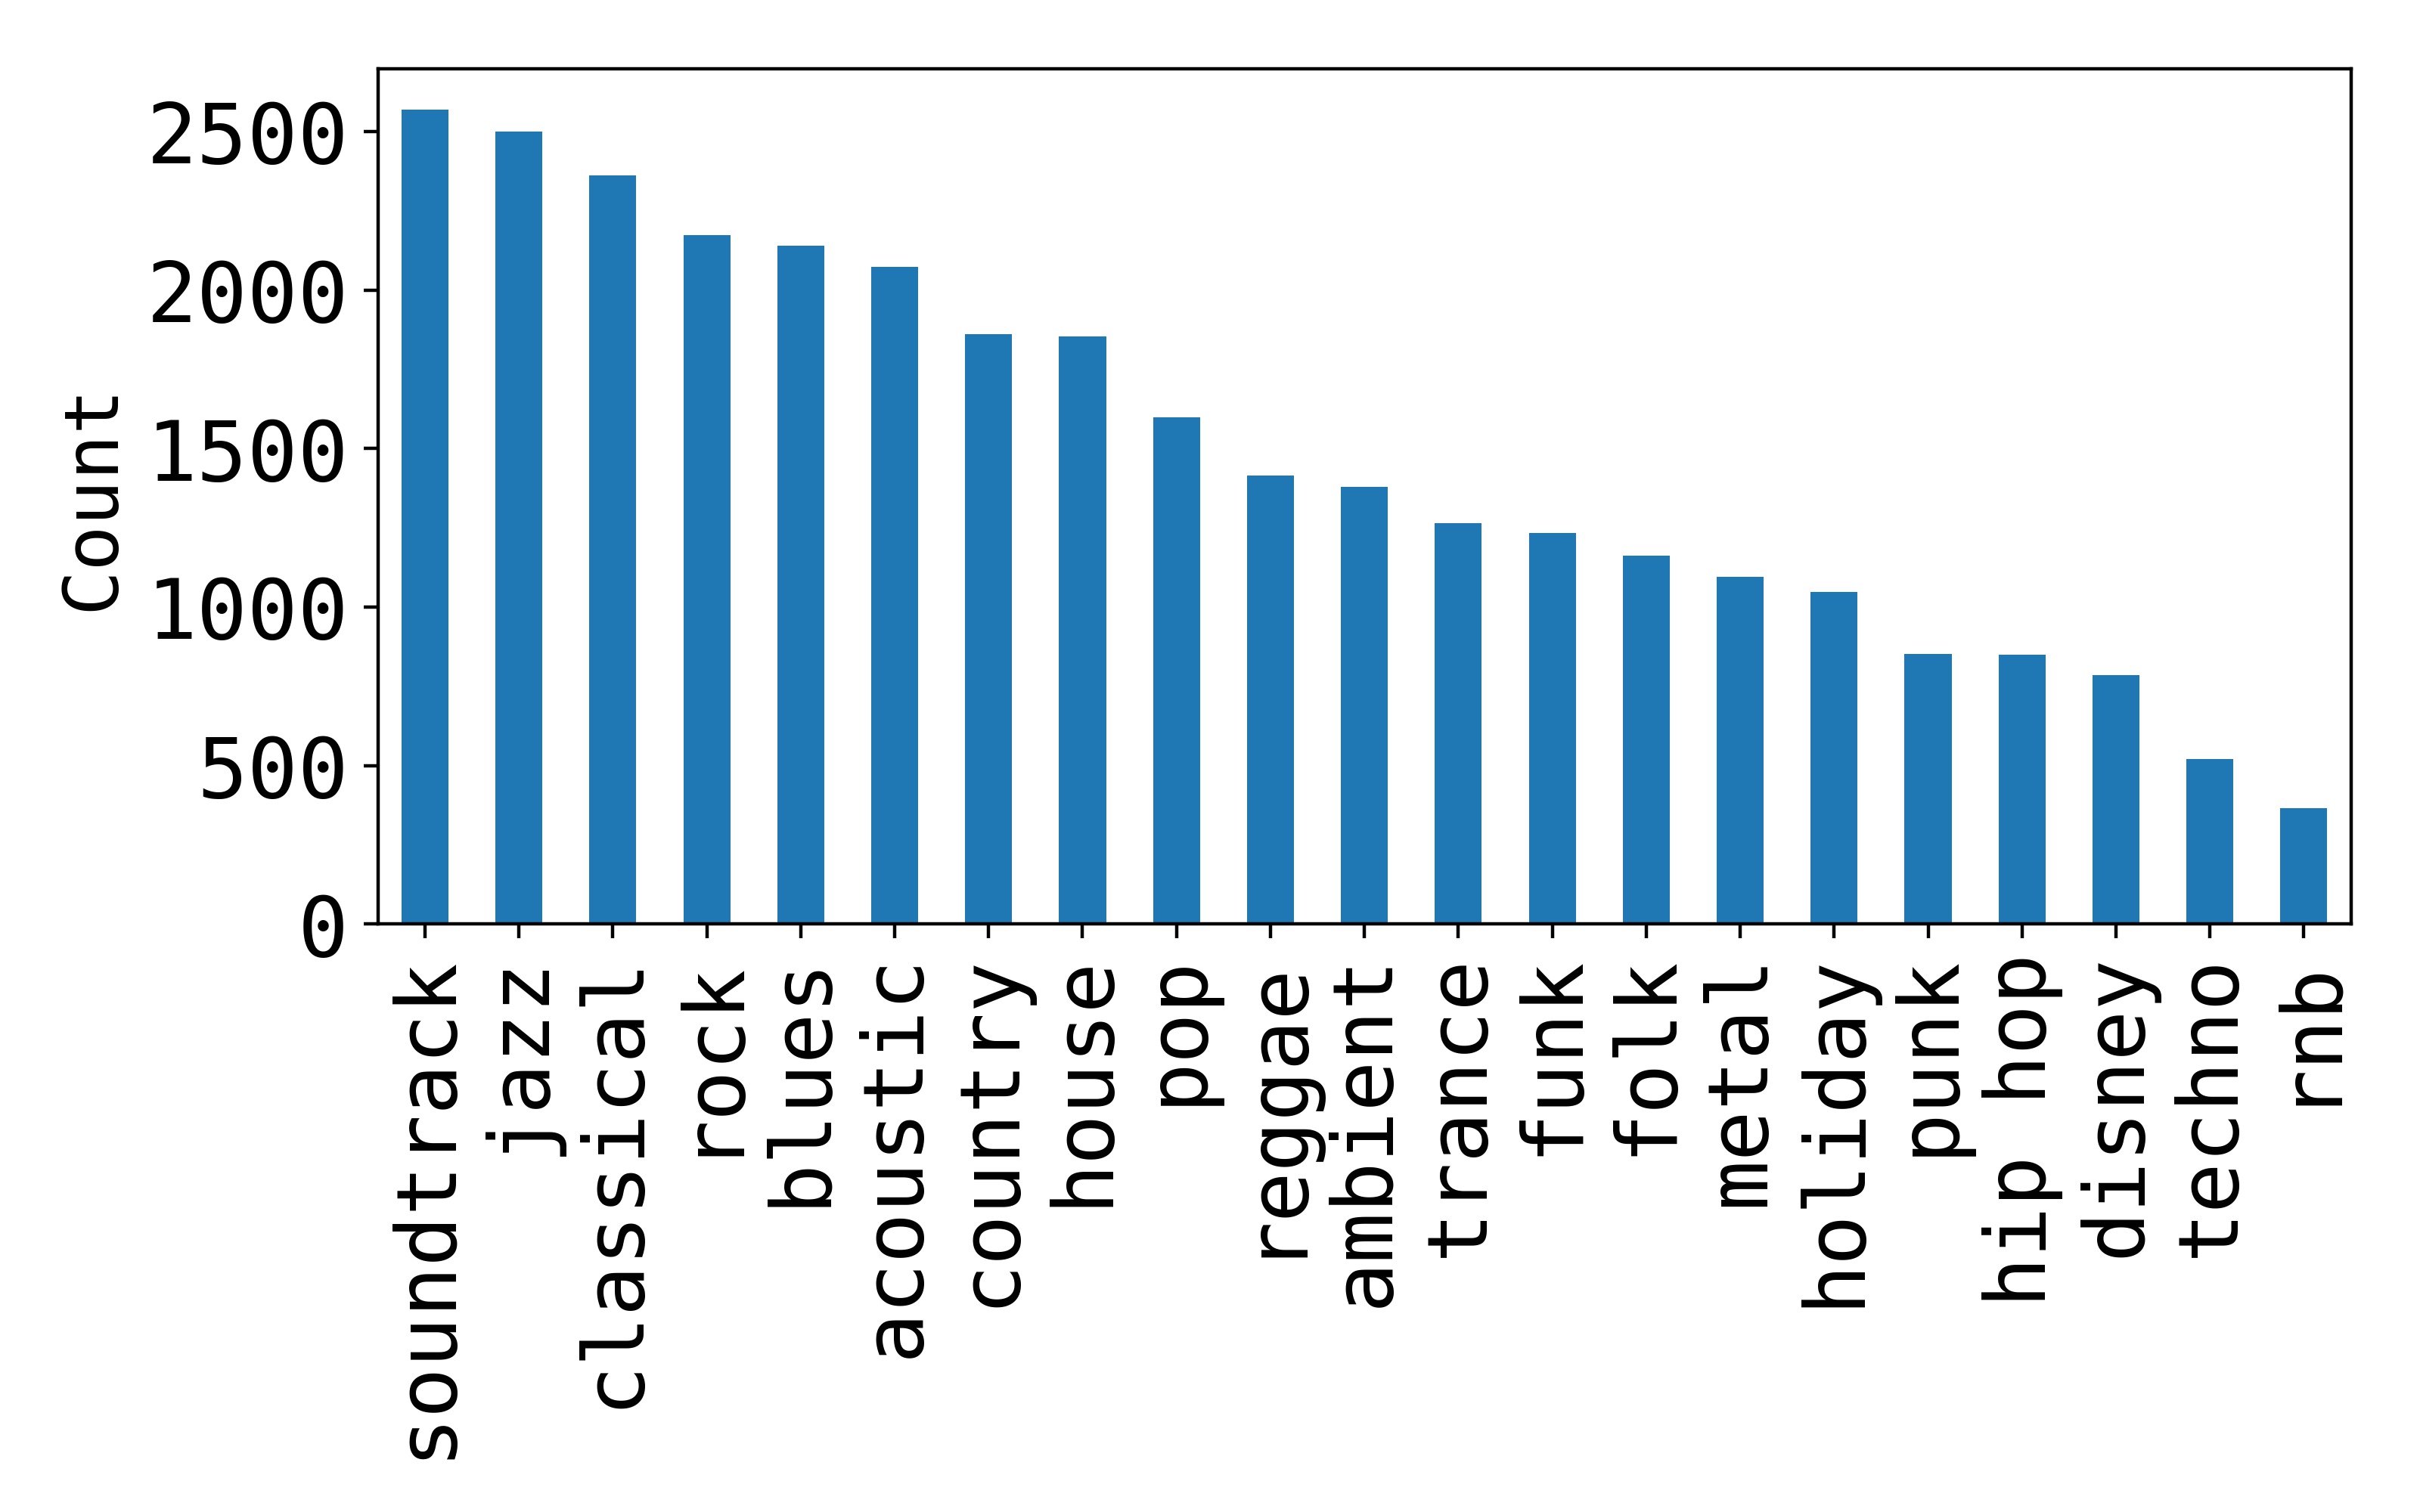 Count
2500
2000
1500
1000
500
0
soundtrack
jazz
classical
rock
blues
acoustic
country
house
pop
reggae
ambient
trance
funk
folk
metal
holiday
punk
hip hop
disney
techno
rnb